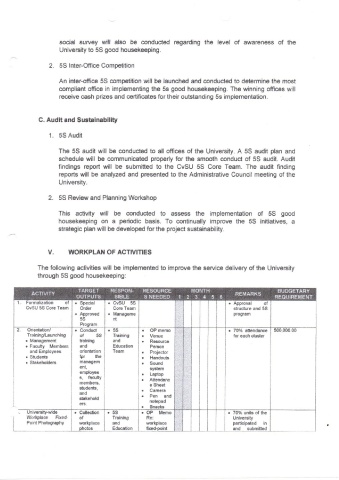 social survey will also be conducted regarding the level of awareness of the
University to 5S good housekeeping.
2. 5S Inter-Office Competition
An inter-office 5S competition will be launched and conducted to determine the most
compliant office in implementing the 5s good housekeeping. The winning offices will
receive cash prizes and certificates for their outstanding 5s implementation.
C. Audit and Sustainability
1. 5S Audit
The 5S audit will be conducted to all offices of the University. A 5S audit plan and
schedule will be communicated properly for the smooth conduct of 5S audit. Audit
findings report will be submitted to the CvSU 5S Core Team. The audit finding
reports will be analyzed and presented to the Administrative Council meeting of the
University.
2. 5S Review and Planning Workshop
This activity will be conducted to assess the implementation of 5S good
housekeeping on a periodic basis. To continually improve the 5S initiatives, a
strategic plan will be developed for the project sustainability.
V. WORKPLAN OF ACTIVITIES
The following activities will be implemented to improve the service delivery of the University
through 5S good housekeeping:
ACTIVITY
TARGET
OUTPUTS
RESPON-
SIBLE
RESOURCE
N NEEDED
MONTH
1 2 3 4 5 6
REMARKS
BUDGETARY
REQUIREMENT
1. Formalization of
CvSU 5S Core Team
• Special
Order
• Approved
5S
Program
• CvSU 5S
Core Team
• Manageme
nt
• Approval of
structure and 5S
program
2. Orientation/
Training/Launching
• Management
• Faculty Members
and Employees
• Students
• Stakeholders
• Conduct
of 5S
training
and
orientation
for the
managem
ent,
employee
s, faculty
members,
students,
and
stakehold
ers
• 5S
Training
and
Education
Team
• OP memo
• Venue
• Resource
Person
• Projector
• Handouts
• Sound
system
• Laptop
• Attendanc
e Sheet
• Camera
• Pen and
notepad
• Snacks
• 70% attendance
for each cluster
University-wide
Workplace Fixed
Point Photography
• Collection
of
workplace
photos
• 5S
Training
and
Education
• OP Memo
Re:
workplace
fixed-point
• 70% units of the
University
participated in
and submitted